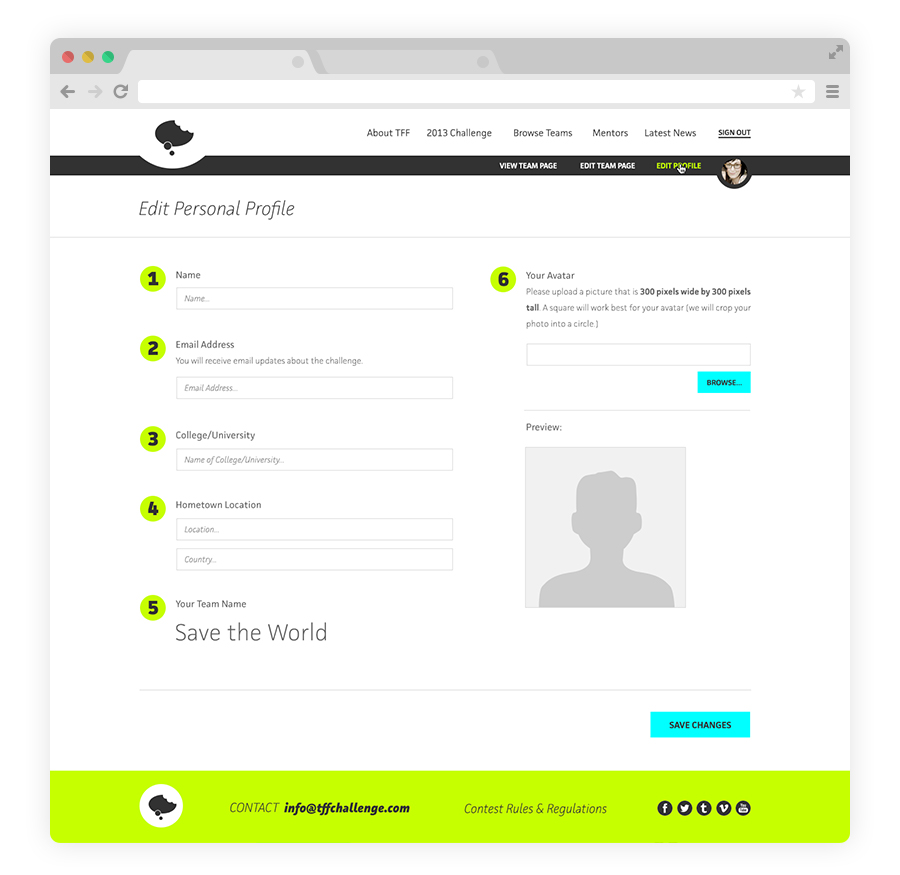 About TFF 2013 Challenge Browse Teams Mentors Latest News SIGN OUT
VIEW TEAM PAGE EDIT TEAM PAGE EDIT PROFILE
Edit Personal Profile
1 Name
Name...
2 Email Address
You will receive email updates about the challenge.
Email Address...
3 College/University
Name of College/University...
4 Hometown Location
Location...
Country...
5 Your Team Name
Save the World
6 Your Avatar
Please upload a picture that is 300 pixels wide by 300 pixels
tall. A square will work best for your avatar (we will crop your
photo into a circle.)
BROWSE...
Preview:
SAVE CHANGES
CONTACT info@tffchallenge.com Contest Rules & Regulations
You Tube